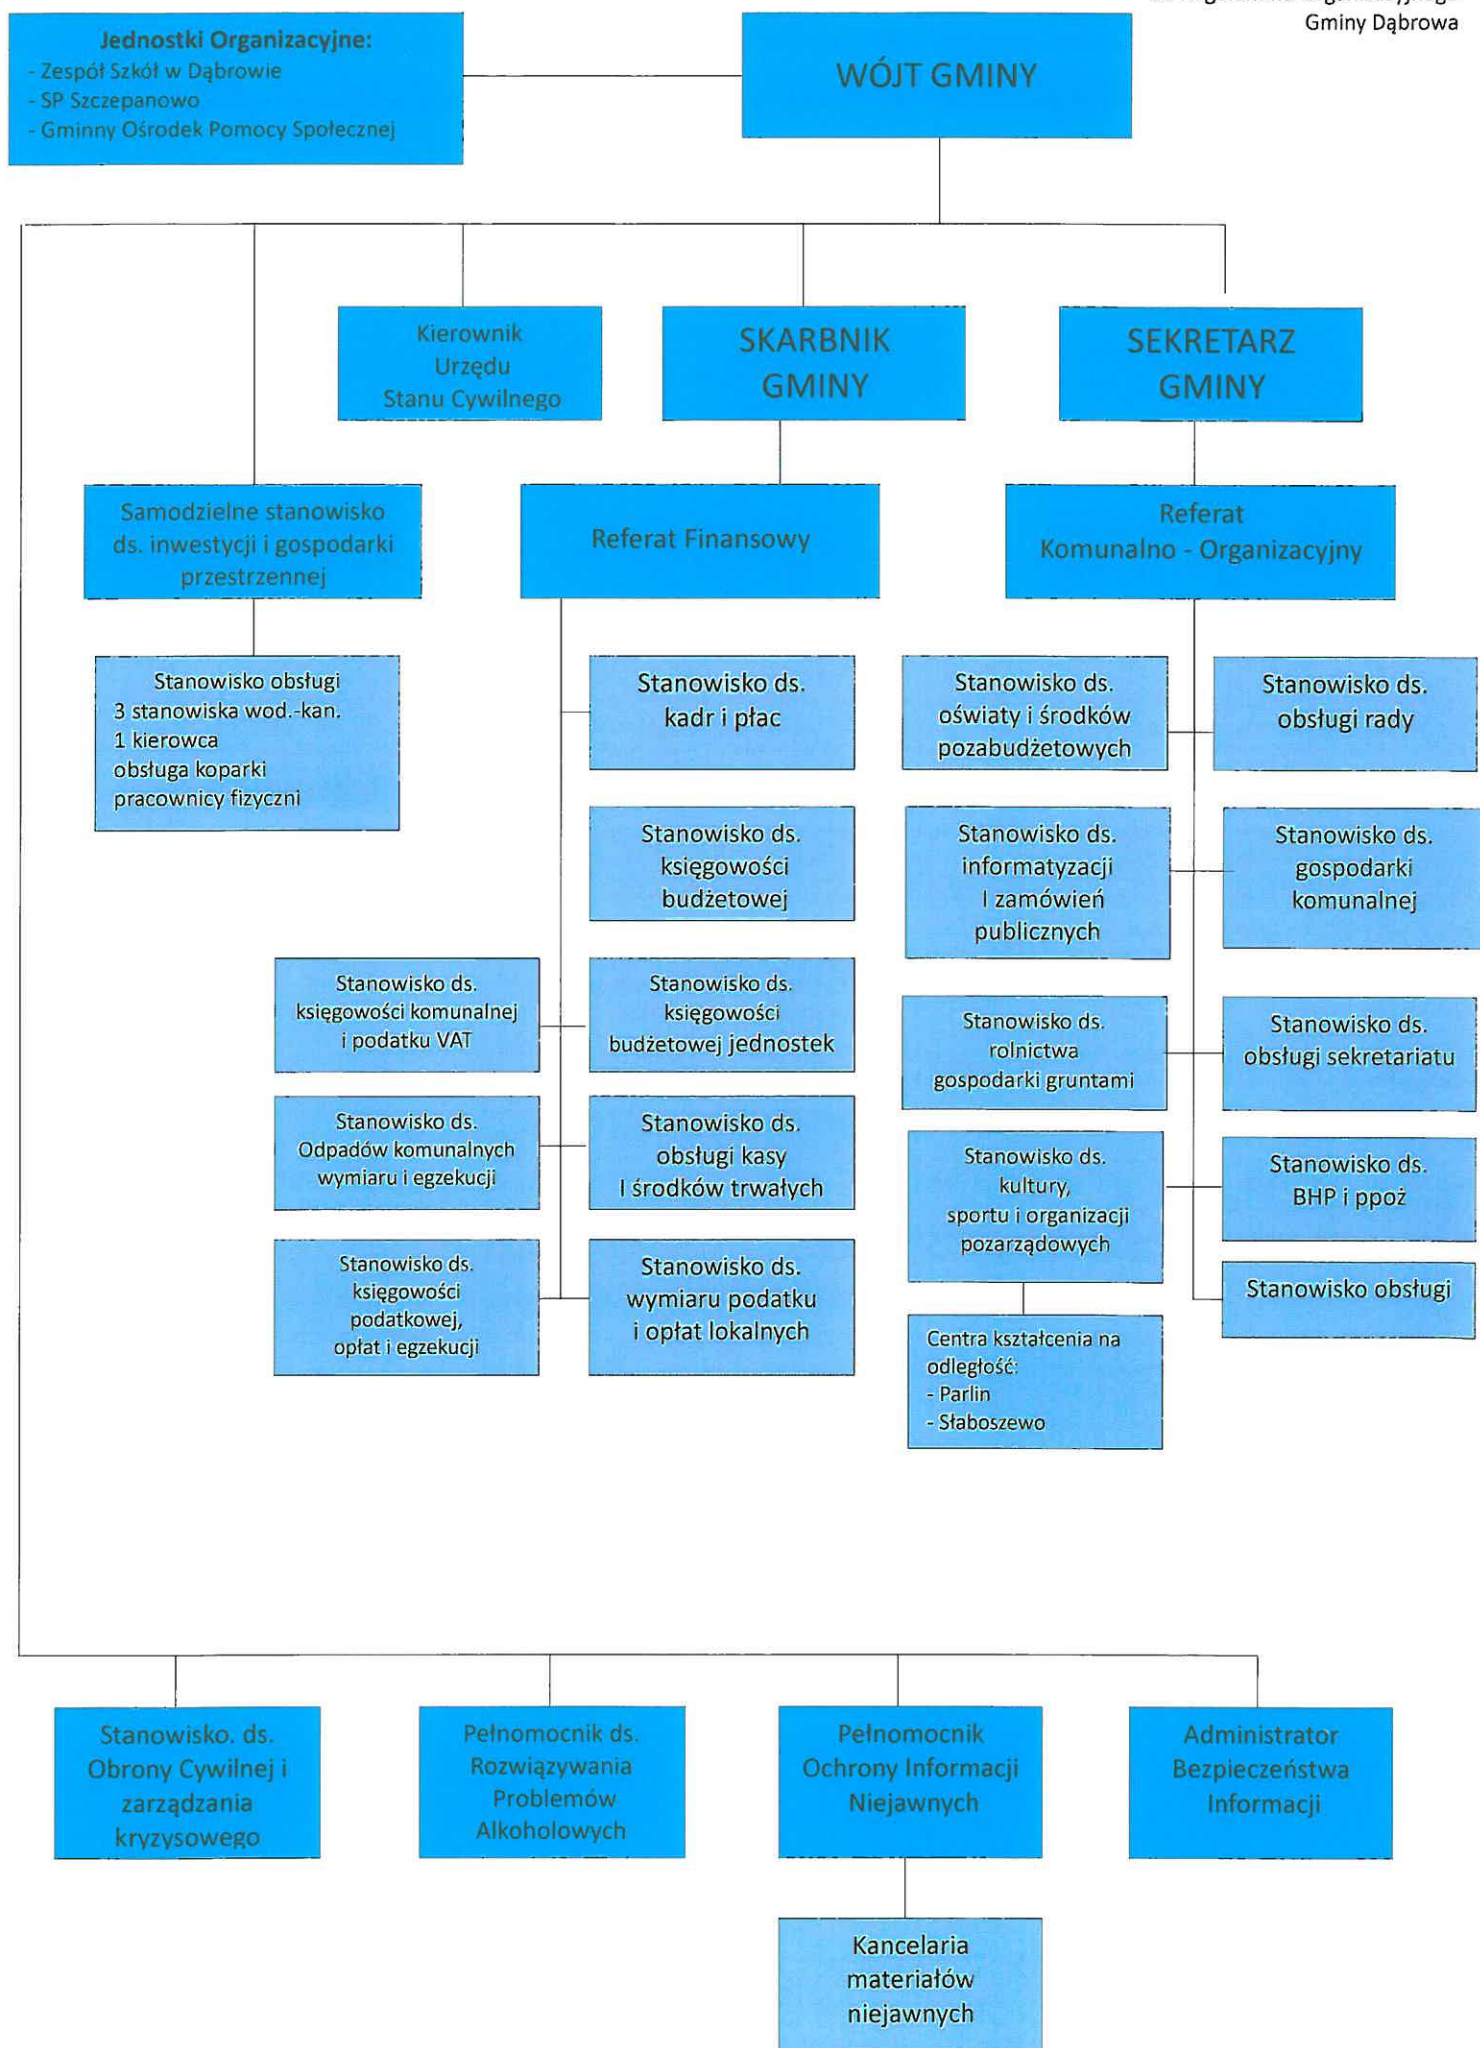 Gminy Dąbrowa
Jednostki Organizacyjne:
- Zespół Szkół w Dąbrowie
- SP Szczepanowo
- Gminny Ośrodek Pomocy Społecznej
WÓJT GMINY
Kierownik
Urzędu
Stanu Cywilnego
SKARBNIK
GMINY
SEKRETARZ
GMINY
Samodzielne stanowisko
ds. inwestycji i gospodarki
przestrzennej
Referat Finansowy
Referat
Komunalno - Organizacyjny
Stanowisko obsługi
3 stanowiska wod.-kan.
1 kierowca
obsługa koparki
pracownicy fizyczni
Stanowisko ds.
kadr i płac
Stanowisko ds.
oświaty i środków
pozabudżetowych
Stanowisko ds.
obsługi rady
Stanowisko ds.
księgowości
budżetowej
Stanowisko ds.
informatyzacji
I zamówień
publicznych
Stanowisko ds.
gospodarki
komunalnej
Stanowisko ds.
księgowości komunalnej
i podatku VAT
Stanowisko ds.
księgowości
budżetowej jednostek
Stanowisko ds.
rolnictwa
gospodarki gruntami
Stanowisko ds.
obsługi sekretariatu
Stanowisko ds.
Odpadów komunalnych
wymiaru i egzekucji
Stanowisko ds.
obsługi kasy
I środków trwałych
Stanowisko ds.
kultury,
sportu i organizacji
pozarządowych
Stanowisko ds.
BHP i ppoż
Stanowisko ds.
księgowości
podatkowej,
opłat i egzekucji
Stanowisko ds.
wymiaru podatku
i opłat lokalnych
Stanowisko obsługi
Centra kształcenia na
odległość:
- Parlin
- Słaboszewo
Stanowisko. ds.
Obrony Cywilnej i
zarządzania
kryzysowego
Pełnomocnik ds.
Rozwiązywania
Problemów
Alkoholowych
Pełnomocnik
Ochrony Informacji
Niejawnych
Administrator
Bezpieczeństwa
Informacji
Kancelaria
materiałów
niejawnych